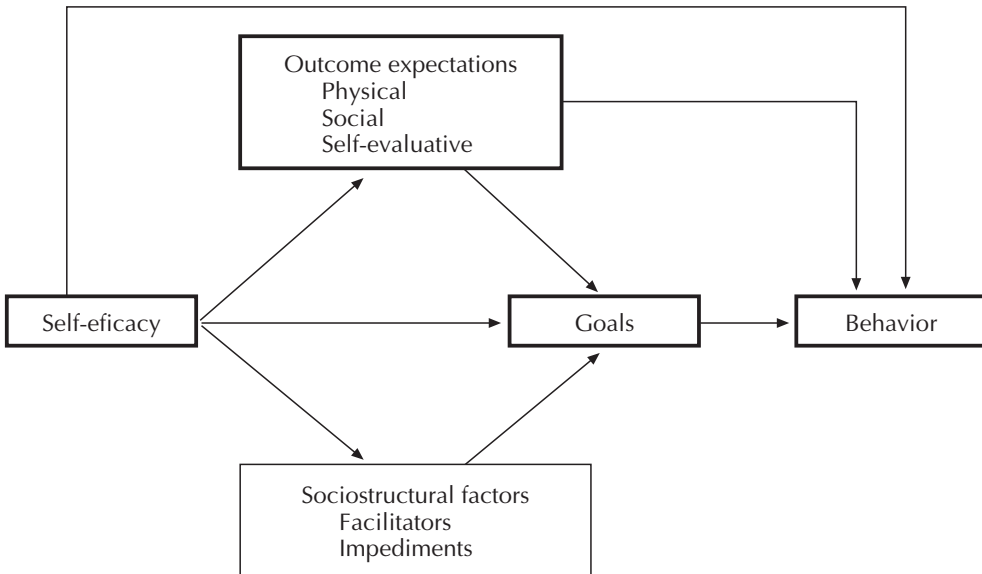 Outcome expectations
Physical
Social
Self-evaluative
Self-eficacy
Goals
Behavior
Sociostructural factors
Facilitators
Impediments